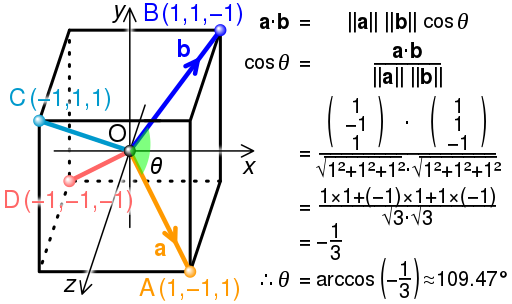 y
B (1,1,−1)
b
C (−1,1,1)
O
x
θ
D (−1,−1,−1)
a
z
A (1,−1,1)
a·b = ||a|| ||b|| cos θ
cos θ = a·b / ||a|| ||b||
= (1 −1 1) · (1 1 −1) / √1²+1²+1²·√1²+1²+1²
= 1×1+(−1)×1+1×(−1) / √3·√3
= −1/3
∴ θ = arccos(−1/3) ≈ 109.47°